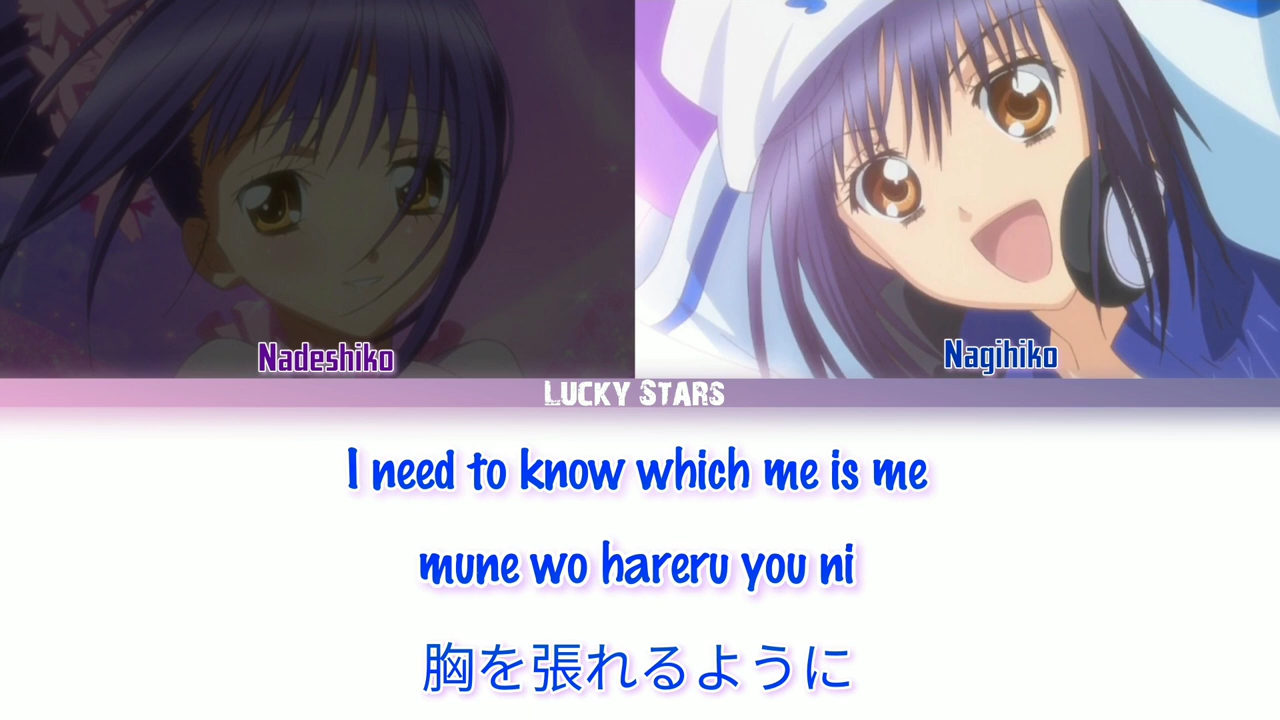 Nadeshiko
Nagihiko
LUCKY STARS
I need to know which me is me
mune wo hareru you ni
胸を張れるように